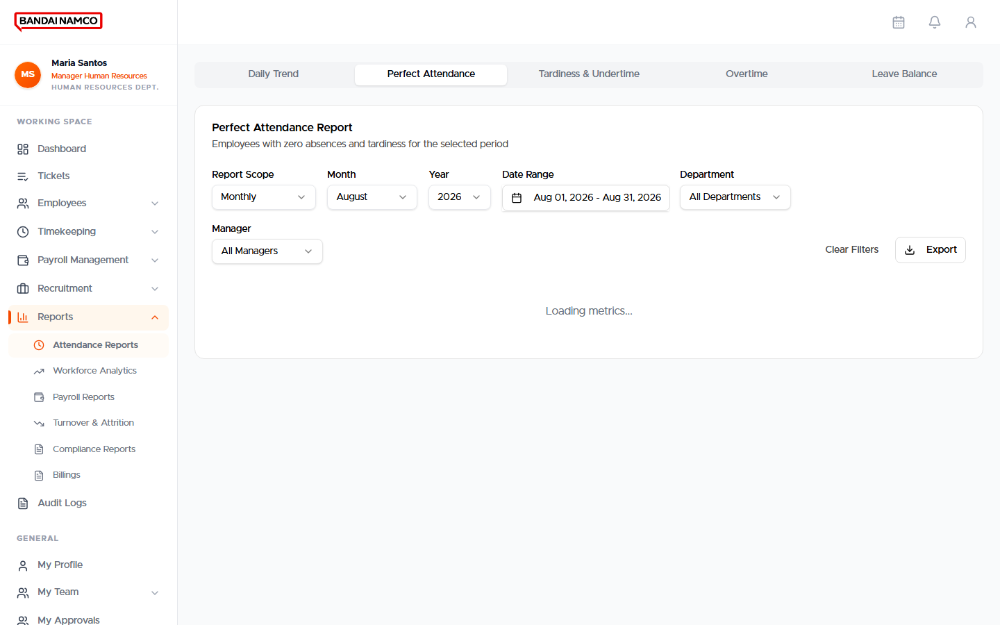 BANDAI NAMCO
MS
Maria Santos
Manager Human Resources
HUMAN RESOURCES DEPT.
WORKING SPACE
Dashboard
Tickets
Employees
Timekeeping
Payroll Management
Recruitment
Reports
Attendance Reports
Workforce Analytics
Payroll Reports
Turnover & Attrition
Compliance Reports
Billings
Audit Logs
GENERAL
My Profile
My Team
My Approvals
Daily Trend
Perfect Attendance
Tardiness & Undertime
Overtime
Leave Balance
Perfect Attendance Report
Employees with zero absences and tardiness for the selected period
Report Scope
Month
Year
Date Range
Department
Monthly
August
2026
Aug 01, 2026 - Aug 31, 2026
All Departments
Manager
All Managers
Clear Filters
Export
Loading metrics...